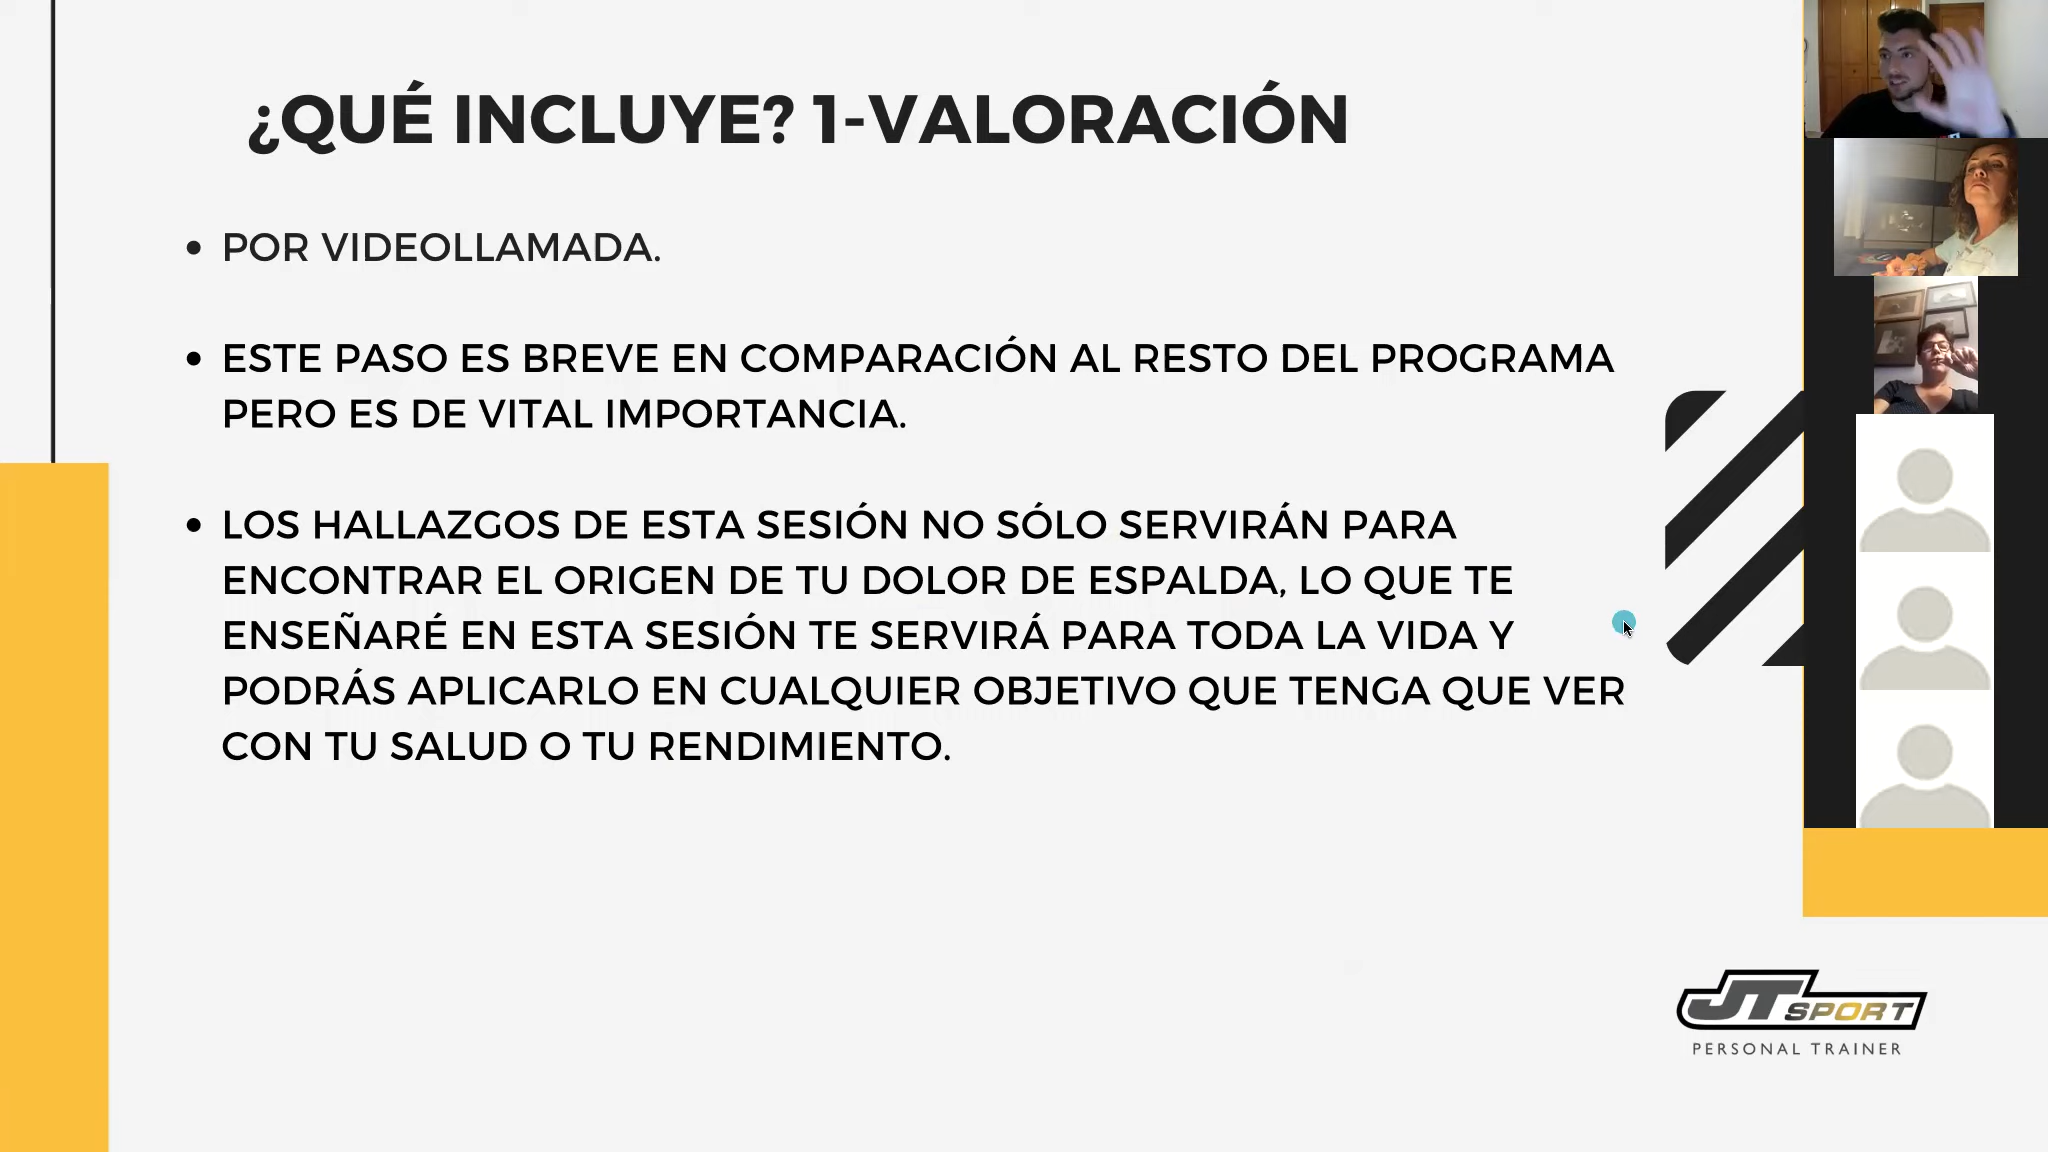 ¿QUÉ INCLUYE? 1-VALORACIÓN
• POR VIDEOLLAMADA.
• ESTE PASO ES BREVE EN COMPARACIÓN AL RESTO DEL PROGRAMA
PERO ES DE VITAL IMPORTANCIA.
• LOS HALLAZGOS DE ESTA SESIÓN NO SÓLO SERVIRÁN PARA
ENCONTRAR EL ORIGEN DE TU DOLOR DE ESPALDA, LO QUE TE
ENSEÑARÉ EN ESTA SESIÓN TE SERVIRÁ PARA TODA LA VIDA Y
PODRÁS APLICARLO EN CUALQUIER OBJETIVO QUE TENGA QUE VER
CON TU SALUD O TU RENDIMIENTO.
JT SPORT
PERSONAL TRAINER